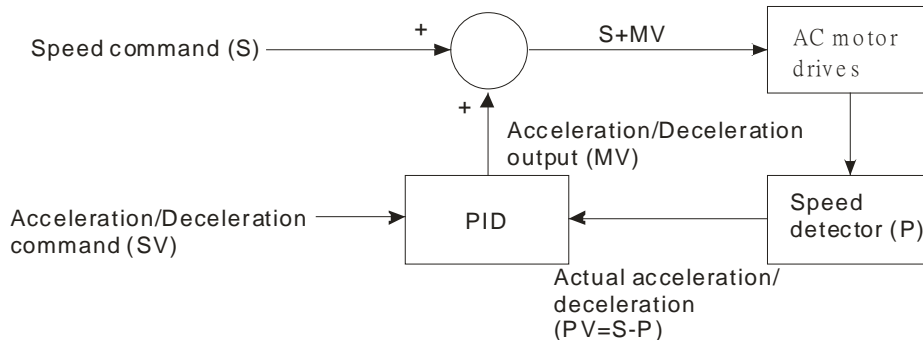 Speed command (S)
+
S+MV
AC motor
drives
+
Acceleration/Deceleration
output (MV)
Acceleration/Deceleration
command (SV)
PID
Speed
detector (P)
Actual acceleration/
deceleration
(PV=S-P)